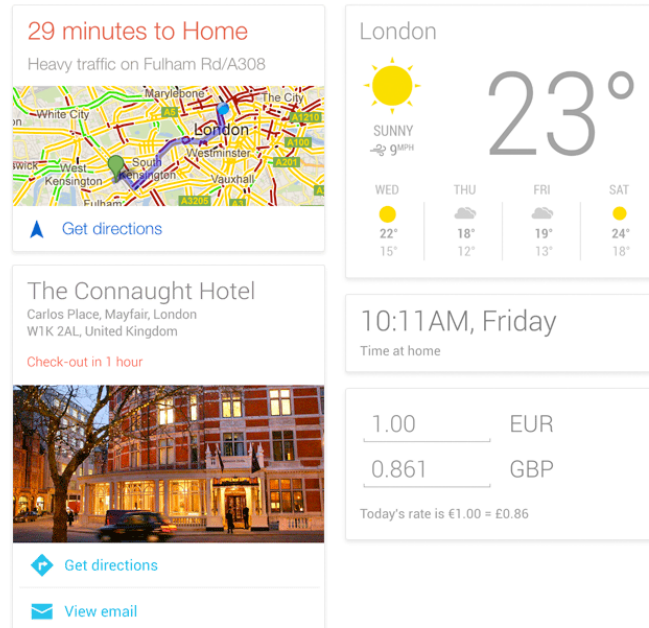 29 minutes to Home
Heavy traffic on Fulham Rd/A308
Marylebone
The City
White City
A5
A1210
London
A100
Westminster
A201
West
Kensington
South
Kensington
Vauxhall
Fulham
A3205
Get directions
The Connaught Hotel
Carlos Place, Mayfair, London
W1K 2AL, United Kingdom
Check-out in 1 hour
Get directions
View email
London
23°
SUNNY
9MPH
WED THU FRI SAT
22° 18° 19° 24°
15° 12° 13° 18°
10:11AM, Friday
Time at home
1.00 EUR
0.861 GBP
Today's rate is €1.00 = £0.86